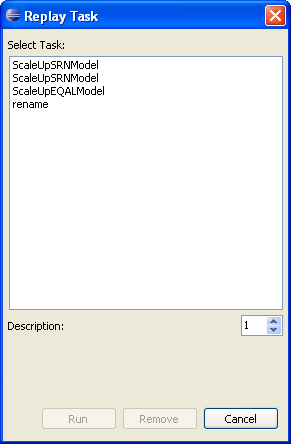 Replay Task
Select Task:
ScaleUpSRNModel
ScaleUpSRNModel
ScaleUpEQALModel
rename
Description:
1
Run
Remove
Cancel